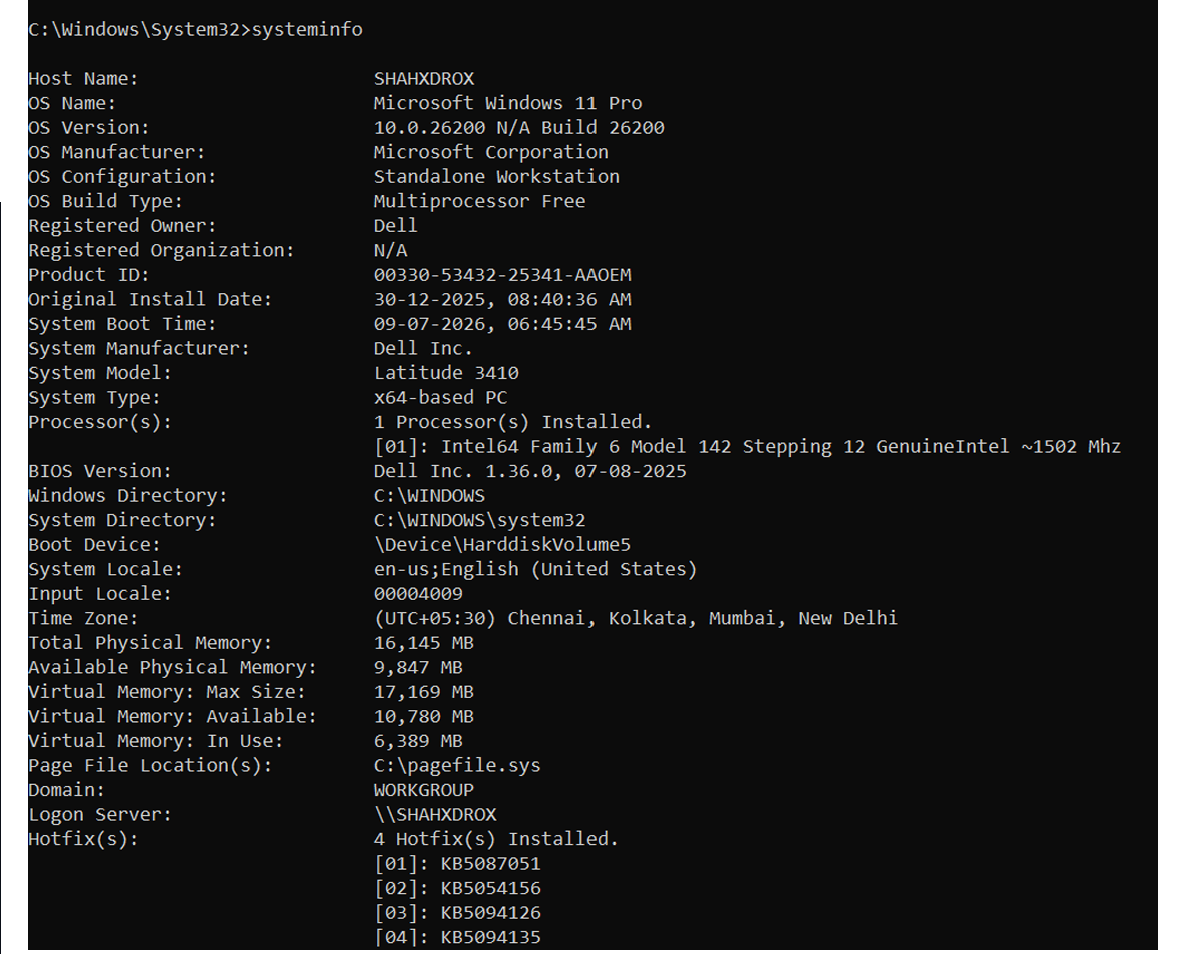 C:\Windows\System32>systeminfo
Host Name: SHAHXDROX
OS Name: Microsoft Windows 11 Pro
OS Version: 10.0.26200 N/A Build 26200
OS Manufacturer: Microsoft Corporation
OS Configuration: Standalone Workstation
OS Build Type: Multiprocessor Free
Registered Owner: Dell
Registered Organization: N/A
Product ID: 00330-53432-25341-AAOEM
Original Install Date: 30-12-2025, 08:40:36 AM
System Boot Time: 09-07-2026, 06:45:45 AM
System Manufacturer: Dell Inc.
System Model: Latitude 3410
System Type: x64-based PC
Processor(s): 1 Processor(s) Installed.
[01]: Intel64 Family 6 Model 142 Stepping 12 GenuineIntel ~1502 Mhz
BIOS Version: Dell Inc. 1.36.0, 07-08-2025
Windows Directory: C:\WINDOWS
System Directory: C:\WINDOWS\system32
Boot Device: \Device\HarddiskVolume5
System Locale: en-us;English (United States)
Input Locale: 00004009
Time Zone: (UTC+05:30) Chennai, Kolkata, Mumbai, New Delhi
Total Physical Memory: 16,145 MB
Available Physical Memory: 9,847 MB
Virtual Memory: Max Size: 17,169 MB
Virtual Memory: Available: 10,780 MB
Virtual Memory: In Use: 6,389 MB
Page File Location(s): C:\pagefile.sys
Domain: WORKGROUP
Logon Server: \\SHAHXDROX
Hotfix(s): 4 Hotfix(s) Installed.
[01]: KB5087051
[02]: KB5054156
[03]: KB5094126
[04]: KB5094135